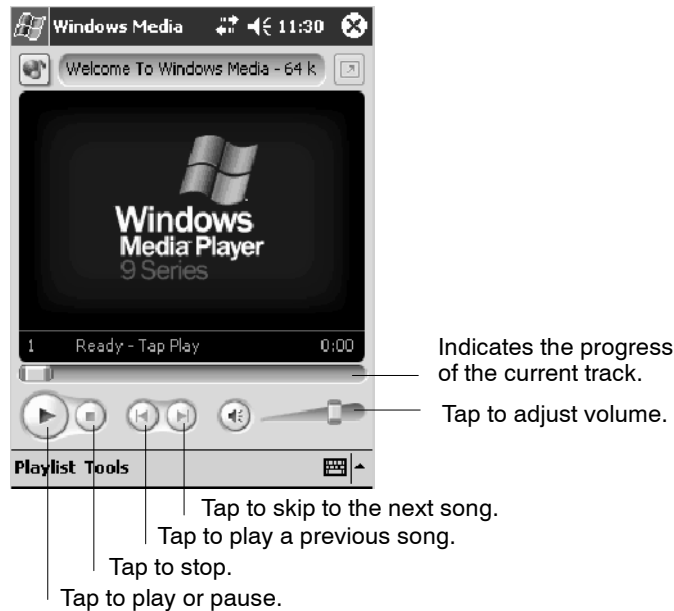 Windows Media 11:30
Welcome To Windows Media - 64 k
Windows
Media Player
9 Series
1 Ready - Tap Play 0:00
Indicates the progress
of the current track.
Tap to adjust volume.
Playlist Tools
Tap to skip to the next song.
Tap to play a previous song.
Tap to stop.
Tap to play or pause.